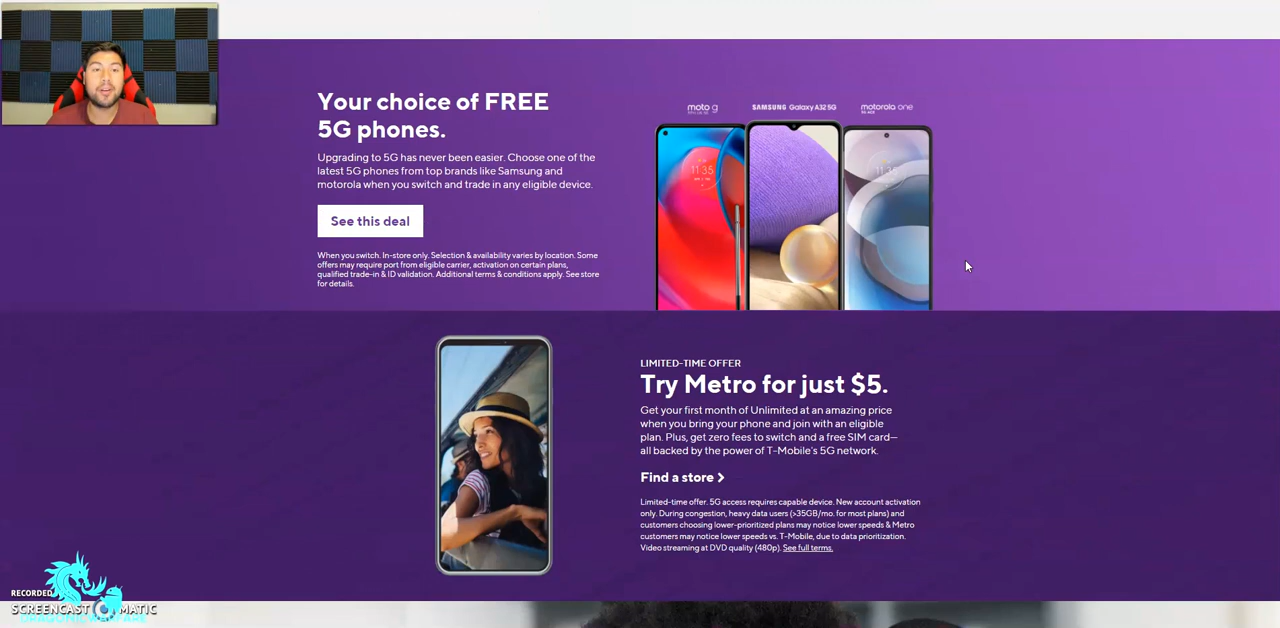 Your choice of FREE
5G phones.
Upgrading to 5G has never been easier. Choose one of the
latest 5G phones from top brands like Samsung and
motorola when you switch and trade in any eligible device.
See this deal
When you switch. In-store only. Selection & availability varies by location. Some
offers may require port from eligible carrier, activation on certain plans,
qualified trade-in & ID validation. Additional terms & conditions apply. See store
for details.
moto g
SAMSUNG Galaxy A32 5G
motorola one
11:35
11:35
LIMITED-TIME OFFER
Try Metro for just $5.
Get your first month of Unlimited at an amazing price
when you bring your phone and join with an eligible
plan. Plus, get zero fees to switch and a free SIM card—
all backed by the power of T-Mobile's 5G network.
Find a store >
Limited-time offer. 5G access requires capable device. New account activation
only. During congestion, heavy data users (>35GB/mo. for most plans) and
customers choosing lower-prioritized plans may notice lower speeds & Metro
customers may notice lower speeds vs. T-Mobile, due to data prioritization.
Video streaming at DVD quality (480p). See full terms.
RECORDED
SCREENCAST MATIC
DRAGONICWARFARE